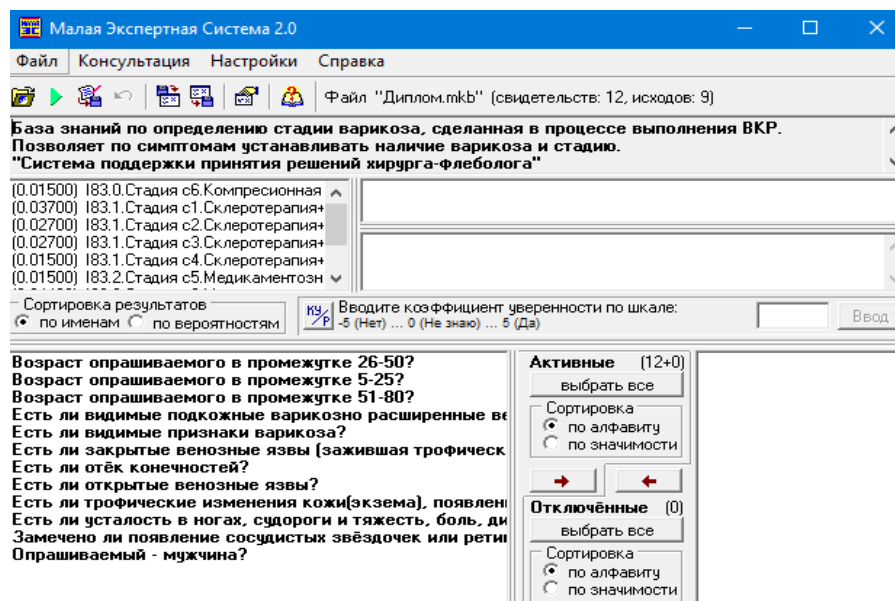 Малая Экспертная Система 2.0
Файл Консультация Настройки Справка
Файл "Диплом.mkb" (свидетельств: 12, исходов: 9)
База знаний по определению стадии варикоза, сделанная в процессе выполнения ВКР.
Позволяет по симптомам устанавливать наличие варикоза и стадию.
"Система поддержки принятия решений хирурга-флеболога"
(0.01500) I83.0.Стадия с6.Компресионная
(0.03700) I83.1.Стадия с1.Склеротерапия+
(0.02700) I83.1.Стадия с2.Склеротерапия+
(0.02700) I83.1.Стадия с3.Склеротерапия+
(0.01500) I83.1.Стадия с4.Склеротерапия+
(0.01500) I83.2.Стадия с5.Медикаментозн
Сортировка результатов
по именам по вероятностям
КУ/Р
Вводите коэффициент уверенности по шкале:
-5 (Нет) ... 0 (Не знаю) ... 5 (Да)
Ввод
Возраст опрашиваемого в промежутке 26-50?
Возраст опрашиваемого в промежутке 5-25?
Возраст опрашиваемого в промежутке 51-80?
Есть ли видимые подкожные варикозно расширенные ве
Есть ли видимые признаки варикоза?
Есть ли закрытые венозные язвы (зажившая трофическ
Есть ли отёк конечностей?
Есть ли открытые венозные язвы?
Есть ли трофические изменения кожи(экзема), появлен
Есть ли усталость в ногах, судороги и тяжесть, боль, ди
Замечено ли появление сосудистых звёздочек или рети
Опрашиваемый - мужчина?
Активные (12+0)
выбрать все
Сортировка
по алфавиту
по значимости
Отключённые (0)
выбрать все
Сортировка
по алфавиту
по значимости